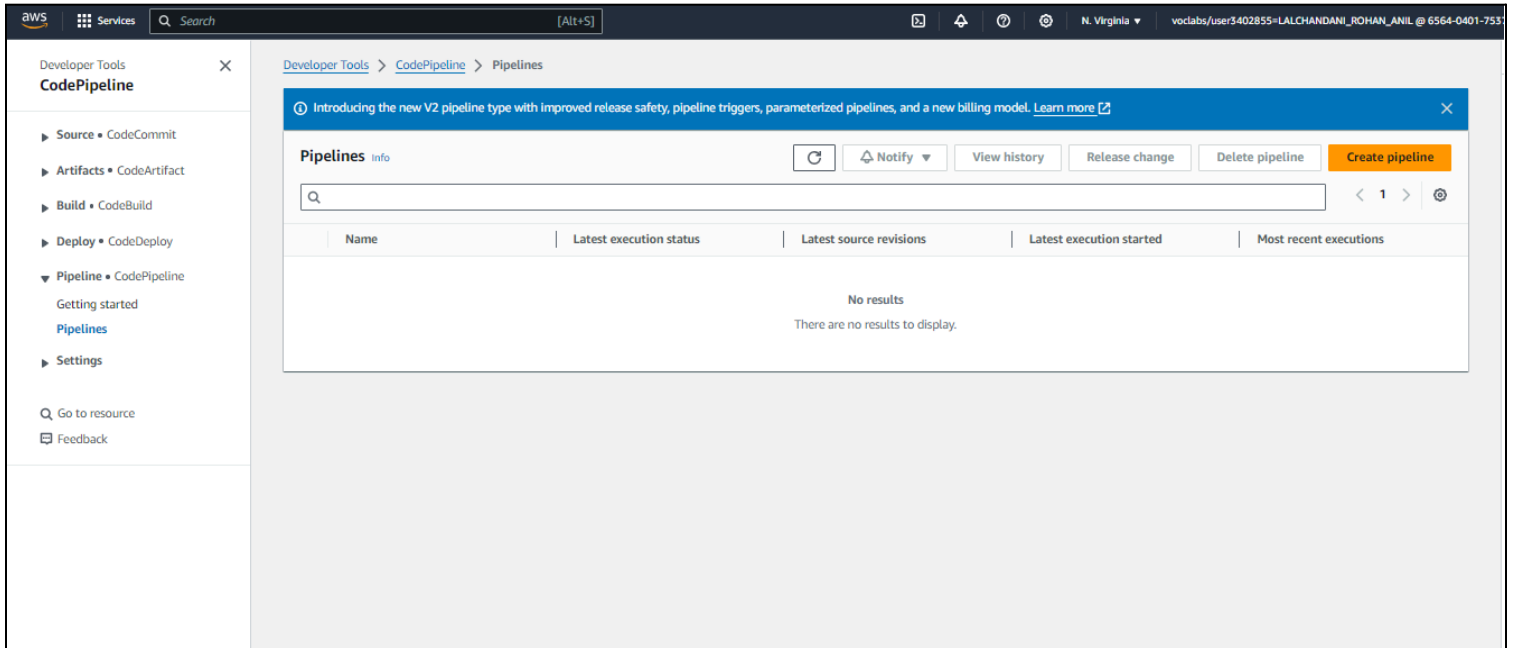 aws Services Search [Alt+S] N. Virginia ▼ voclabs/user3402855=LALCHANDANI_ROHAN_ANIL @ 6564-0401-753
Developer Tools
CodePipeline
Source • CodeCommit
Artifacts • CodeArtifact
Build • CodeBuild
Deploy • CodeDeploy
Pipeline • CodePipeline
Getting started
Pipelines
Settings
Go to resource
Feedback
Developer Tools > CodePipeline > Pipelines
Introducing the new V2 pipeline type with improved release safety, pipeline triggers, parameterized pipelines, and a new billing model. Learn more
Pipelines Info Notify ▼ View history Release change Delete pipeline Create pipeline
< 1 >
Name Latest execution status Latest source revisions Latest execution started Most recent executions
No results
There are no results to display.